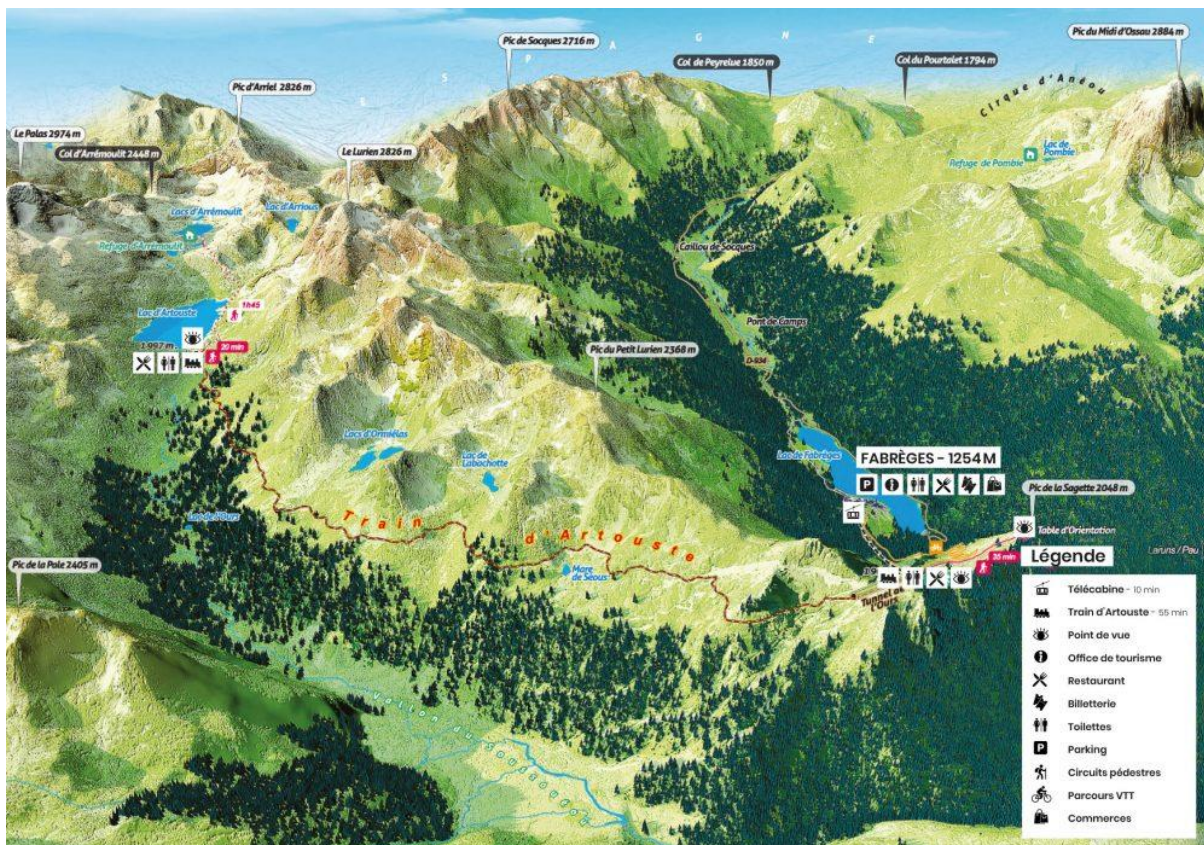 Pic de Socques 2716 m
E S P A G N E
Pic du Midi d'Ossau 2884 m
Col de Peyrelue 1850 m
Col du Pourtalet 1794 m
Cirque d'Anéou
Pic d'Arriel 2826 m
Le Palas 2974 m
Col d'Arrémoulit 2448 m
Le Lurien 2826 m
Lac de
Pombie
Refuge de Pombie
Lacs d'Arrémoulit
Lac d'Arrious
Refuge d'Arrémoulit
Caillou de Socques
Lac d'Artouste
1h45
1 997 m
20 min
Pont de Camps
Pic du Petit Lurien 2368 m
D-934
Lacs d'Ormiélas
Lac de
Labachotte
Lac de Fabrèges
FABRÈGES - 1254 M
P
Pic de la Sagette 2048 m
Table d'Orientation
Lac de l'Ours
Train d'Artouste
Laruns / Pau
35 min
Mare
de Séous
Tunnel de
l'Ours
Pic de la Pale 2405 m
Vallon du Soussouéou
Légende
Télécabine - 10 min
Train d'Artouste - 55 min
Point de vue
Office de tourisme
Restaurant
Billetterie
Toilettes
P Parking
Circuits pédestres
Parcours VTT
Commerces